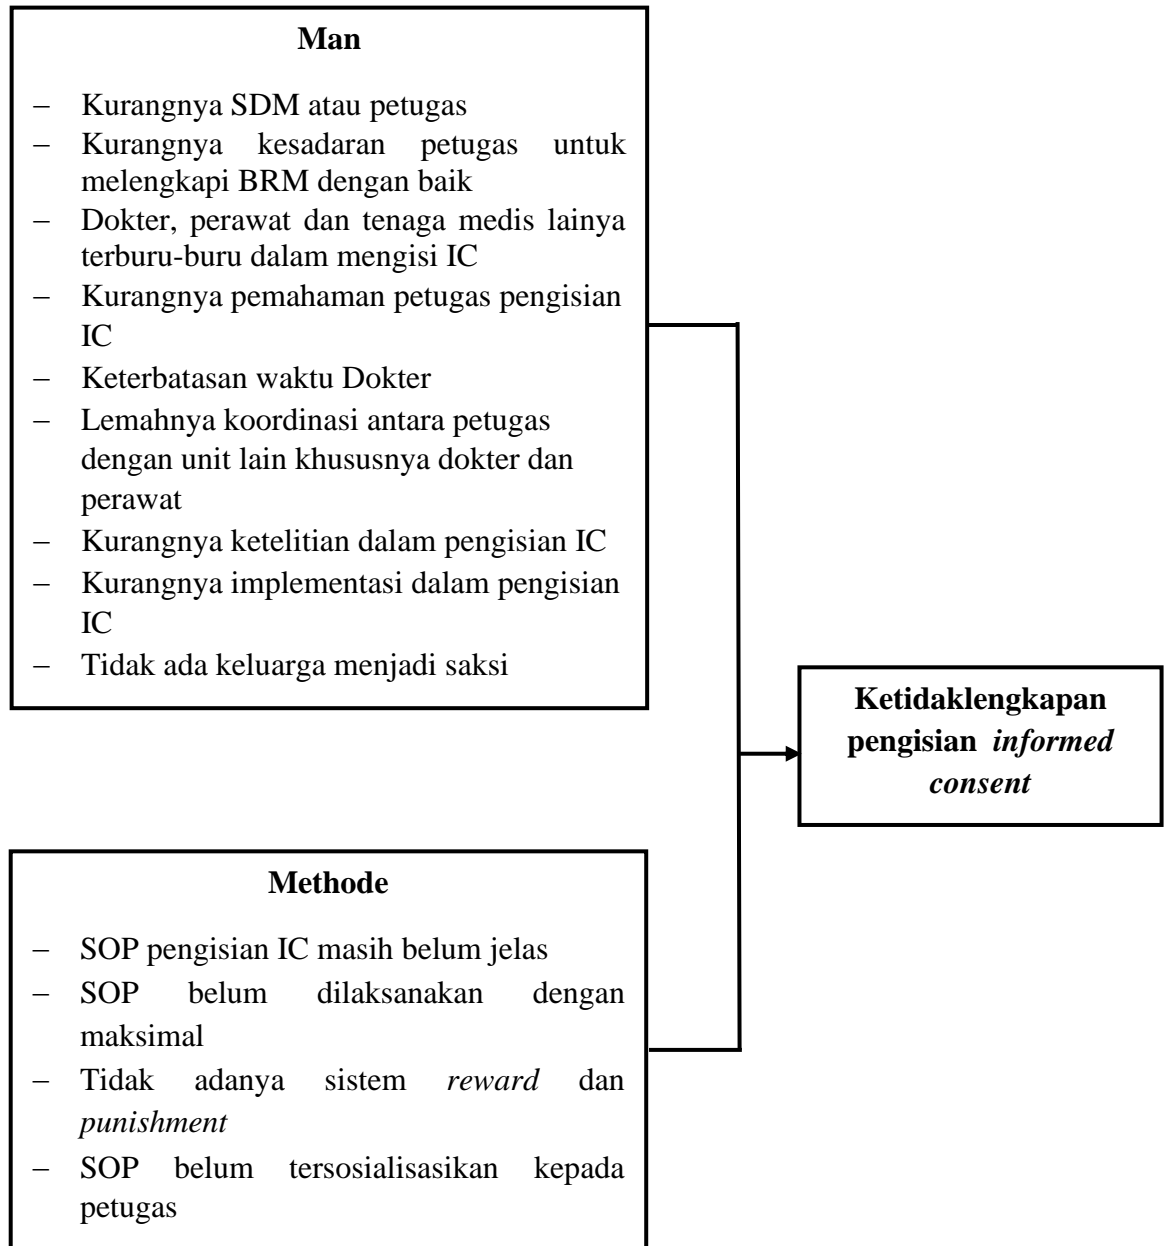 Man
– Kurangnya SDM atau petugas
– Kurangnya kesadaran petugas untuk
melengkapi BRM dengan baik
– Dokter, perawat dan tenaga medis lainya
terburu-buru dalam mengisi IC
– Kurangnya pemahaman petugas pengisian
IC
– Keterbatasan waktu Dokter
– Lemahnya koordinasi antara petugas
dengan unit lain khususnya dokter dan
perawat
– Kurangnya ketelitian dalam pengisian IC
– Kurangnya implementasi dalam pengisian
IC
– Tidak ada keluarga menjadi saksi
Ketidaklengkapan
pengisian informed
consent
Methode
– SOP pengisian IC masih belum jelas
– SOP belum dilaksanakan dengan
maksimal
– Tidak adanya sistem reward dan
punishment
– SOP belum tersosialisasikan kepada
petugas